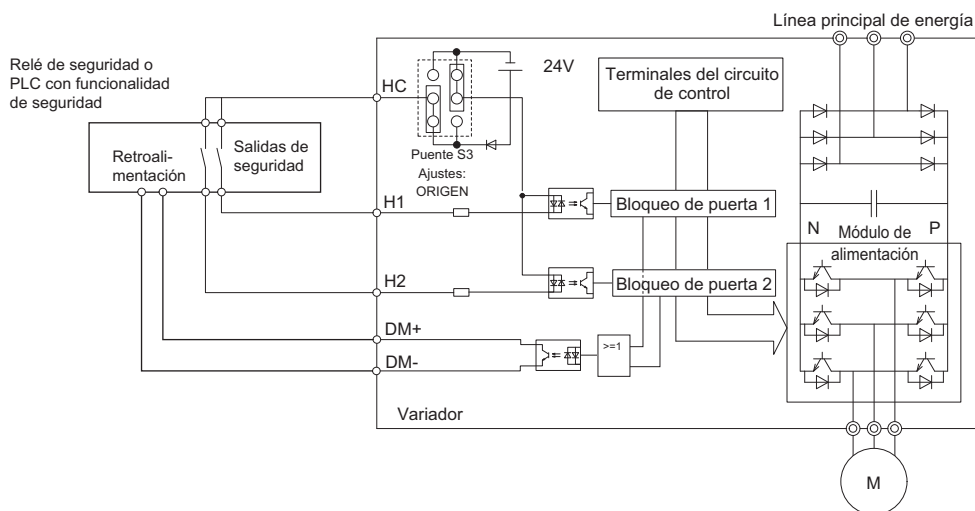 Línea principal de energía
Relé de seguridad o
PLC con funcionalidad
de seguridad
HC
24V
Terminales del circuito
de control
Retroali-
mentación
Salidas de
seguridad
Puente S3
Ajustes:
ORIGEN
H1
Bloqueo de puerta 1
N
P
Módulo de
alimentación
H2
Bloqueo de puerta 2
DM+
>=1
DM-
Variador
M